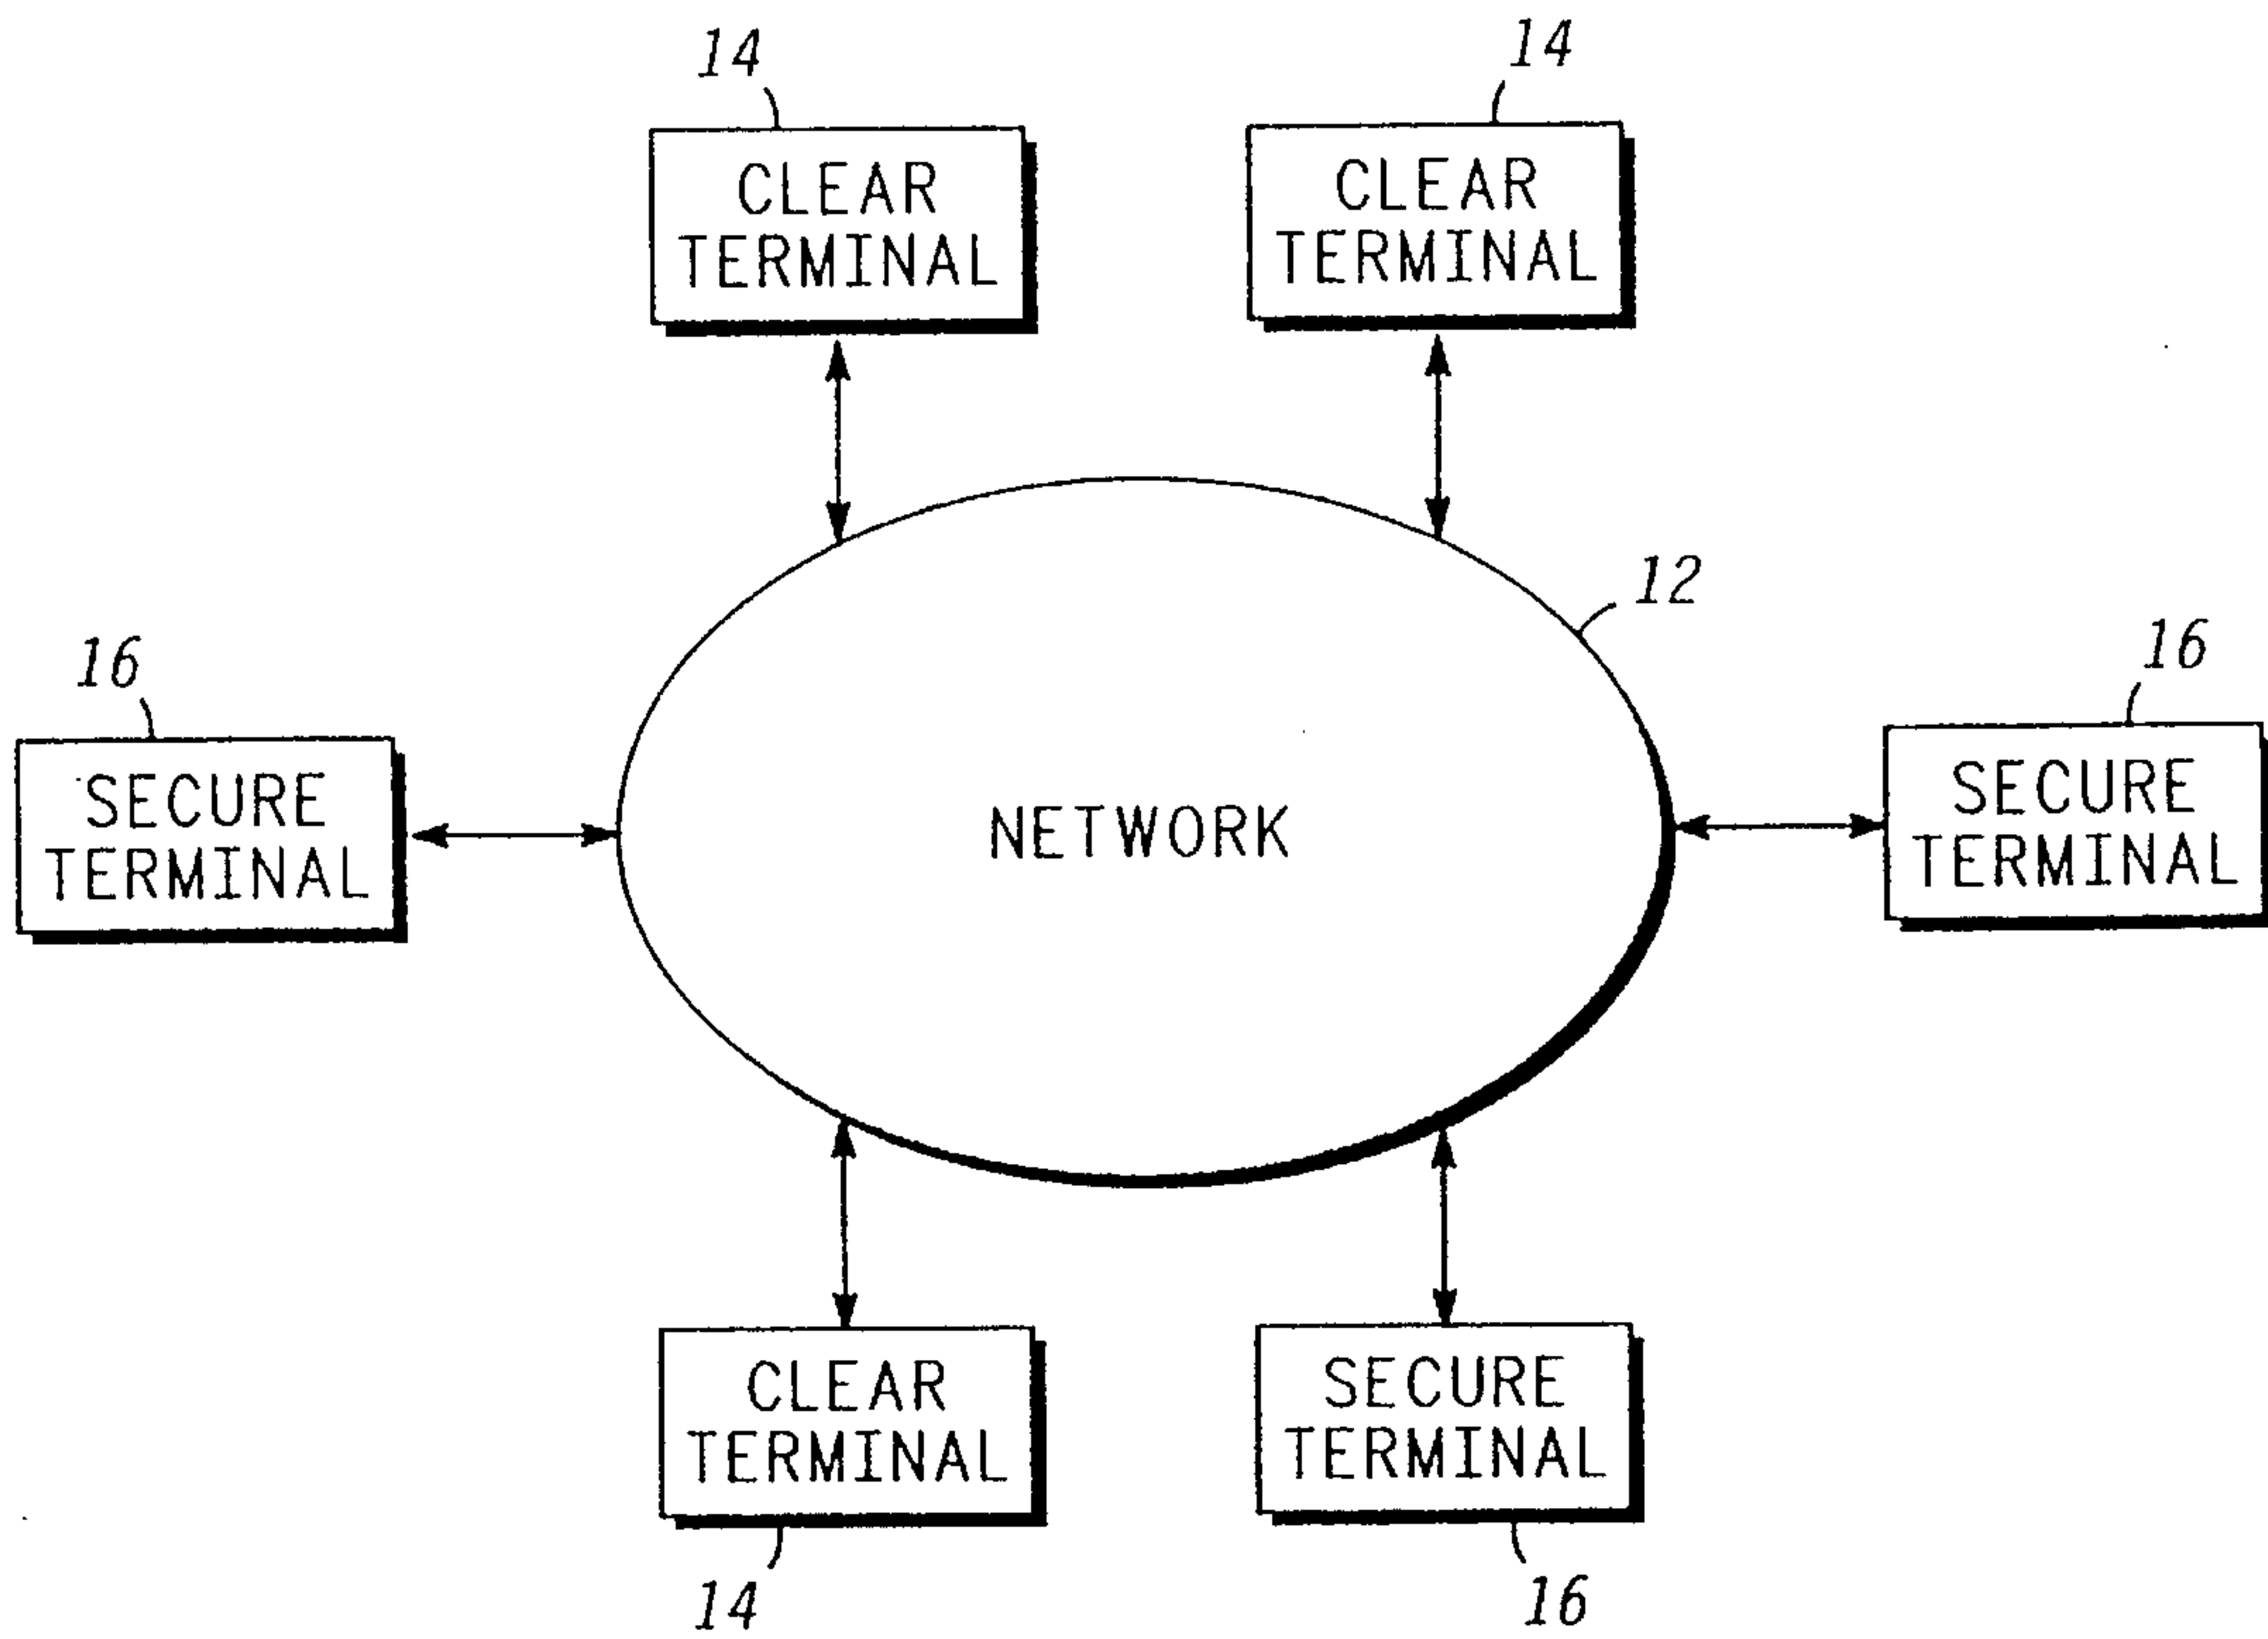 14
14
CLEAR
TERMINAL
CLEAR
TERMINAL
12
16
16
SECURE
TERMINAL
NETWORK
SECURE
TERMINAL
CLEAR
TERMINAL
SECURE
TERMINAL
14
16